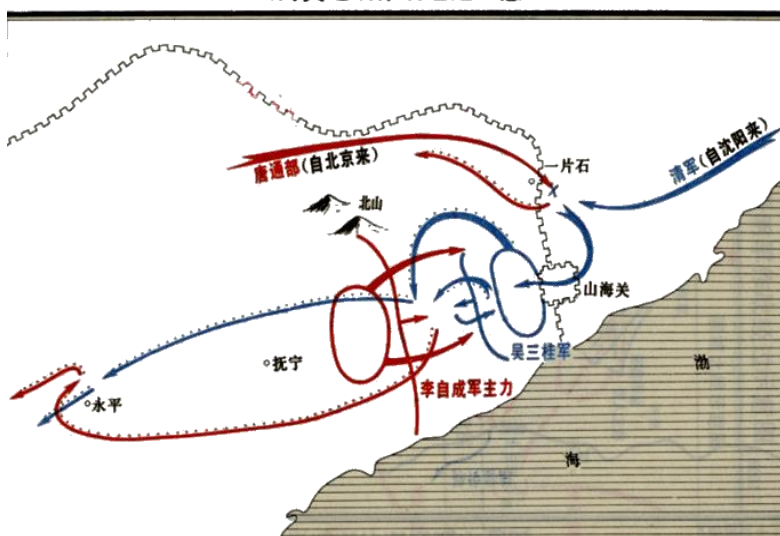 唐通部(自北京来)
一片石
清军(自沈阳来)
北山
山海关
吴三桂军
抚宁
李自成军主力
永平
渤
海